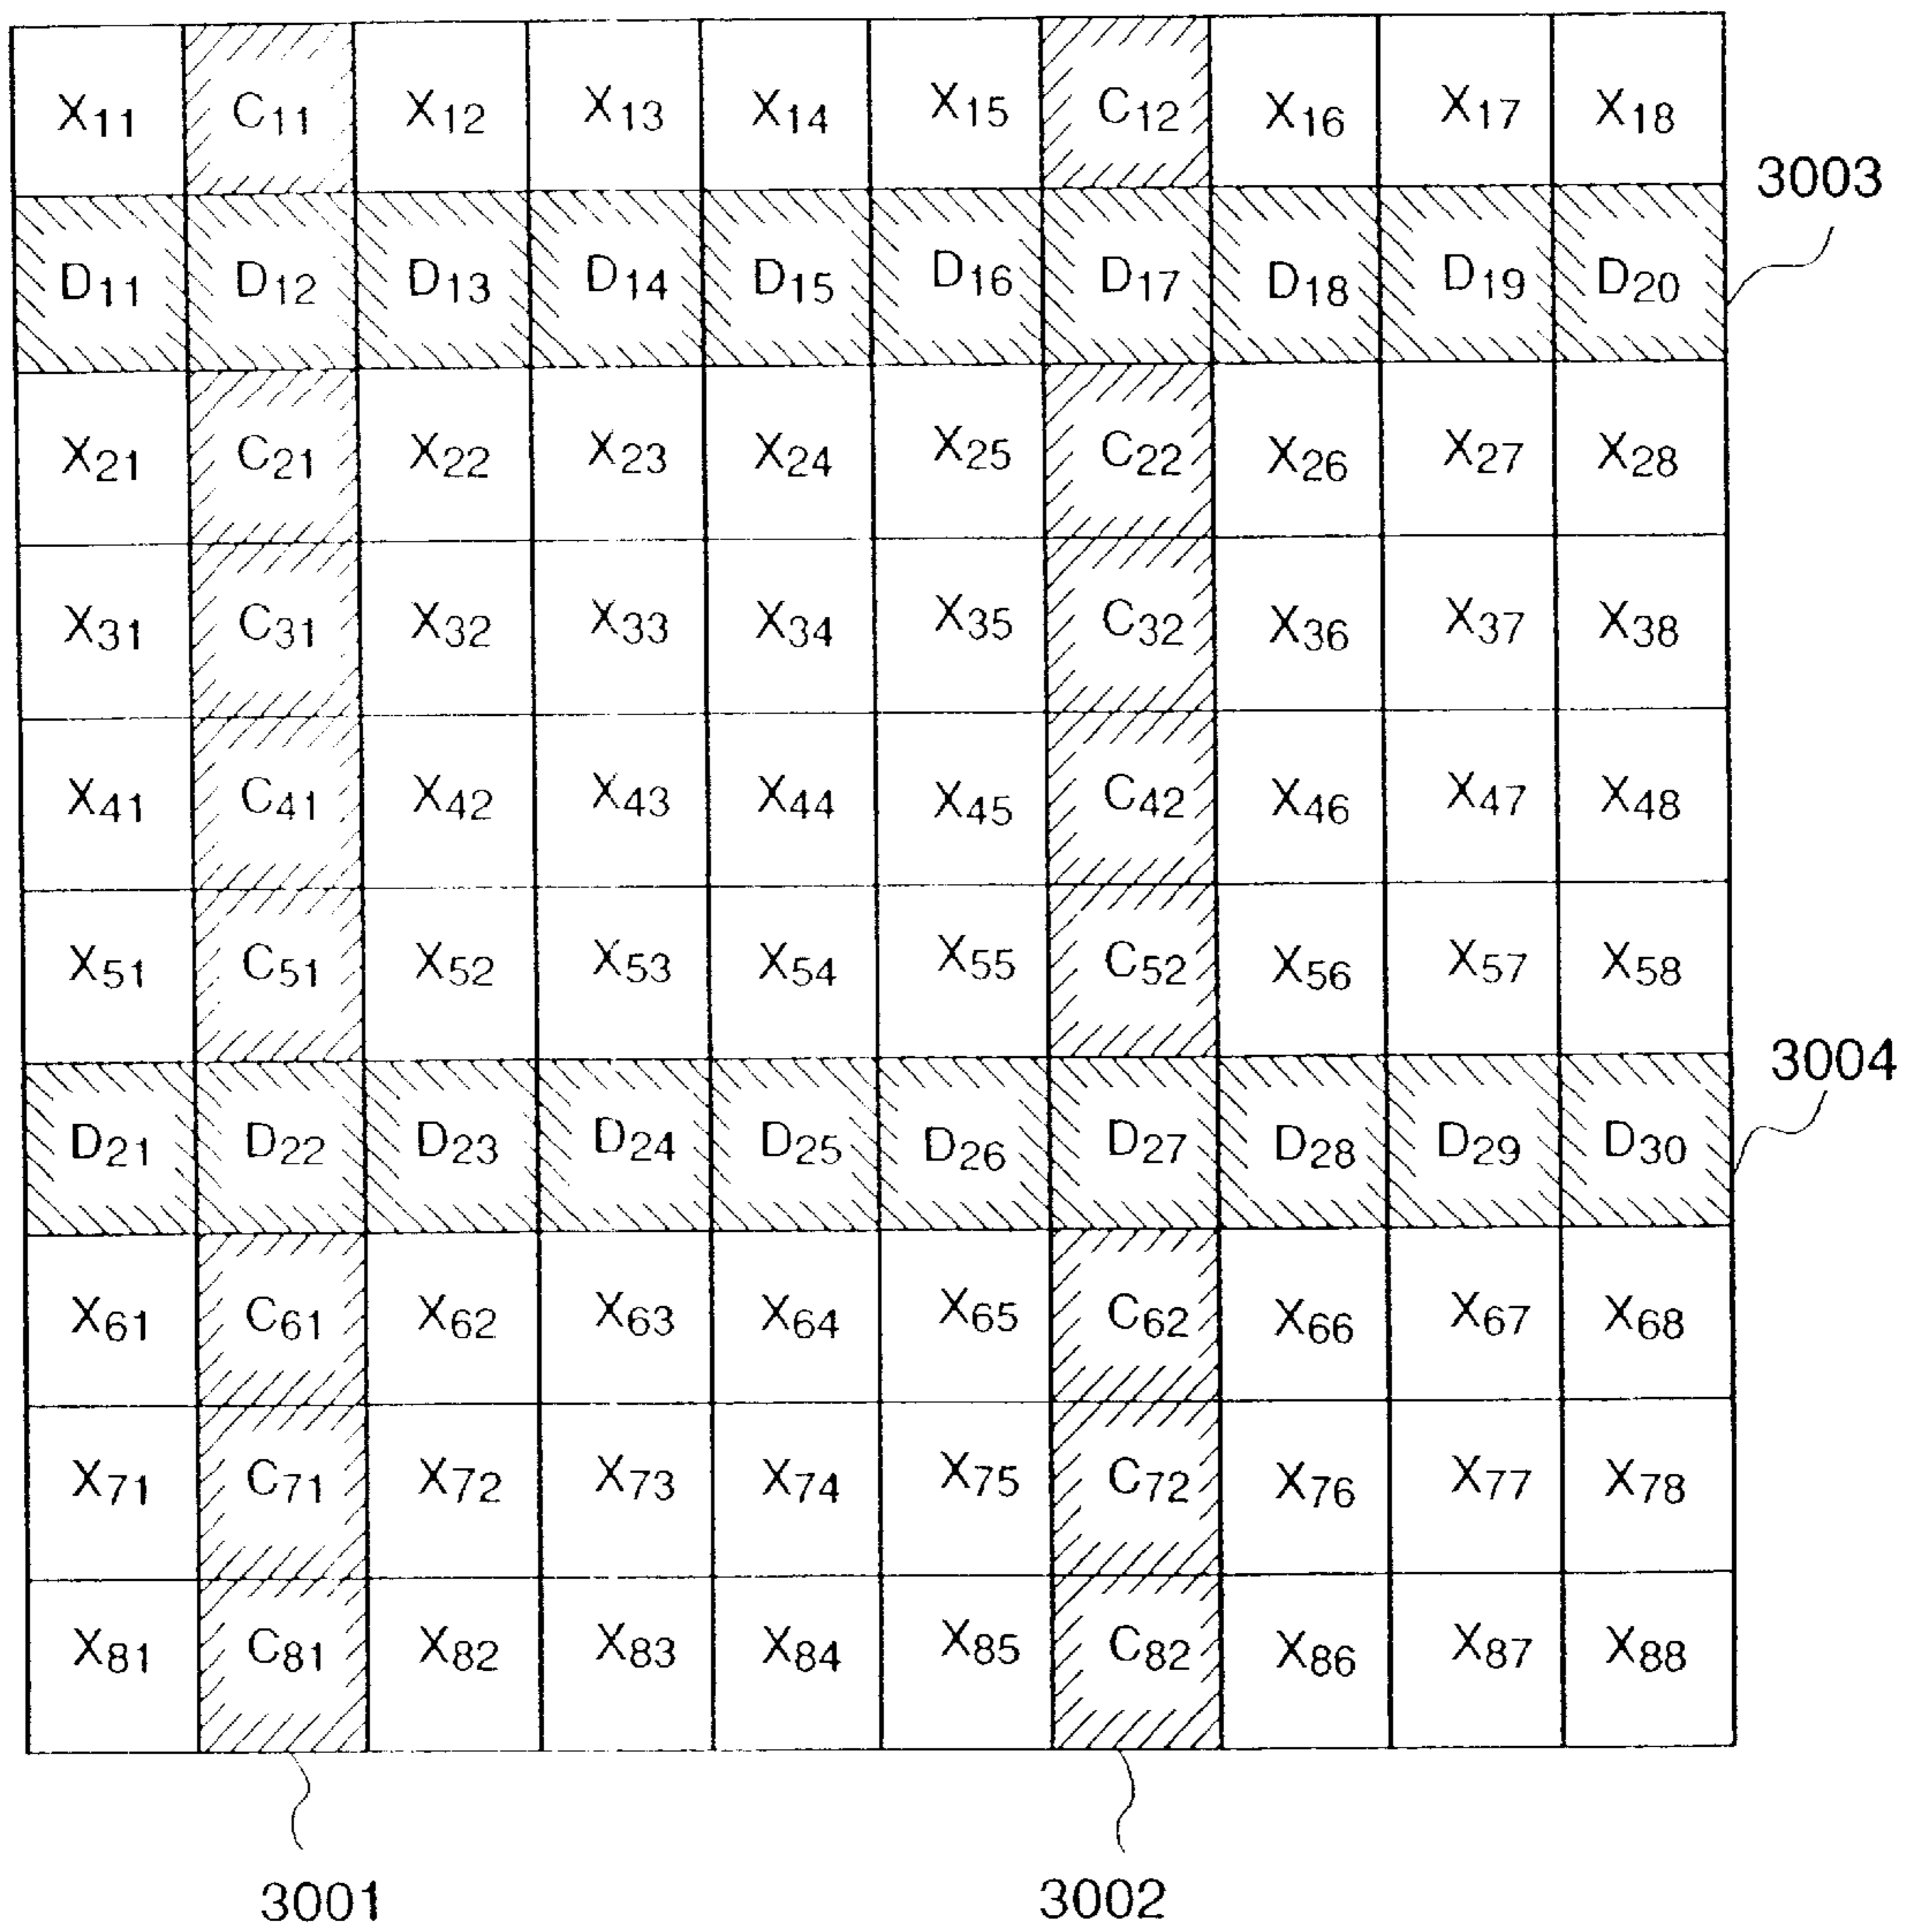 X11 C11 X12 X13 X14 X15 C12 X16 X17 X18
3003
D11 D12 D13 D14 D15 D16 D17 D18 D19 D20
X21 C21 X22 X23 X24 X25 C22 X26 X27 X28
X31 C31 X32 X33 X34 X35 C32 X36 X37 X38
X41 C41 X42 X43 X44 X45 C42 X46 X47 X48
X51 C51 X52 X53 X54 X55 C52 X56 X57 X58
3004
D21 D22 D23 D24 D25 D26 D27 D28 D29 D30
X61 C61 X62 X63 X64 X65 C62 X66 X67 X68
X71 C71 X72 X73 X74 X75 C72 X76 X77 X78
X81 C81 X82 X83 X84 X85 C82 X86 X87 X88
3001 3002